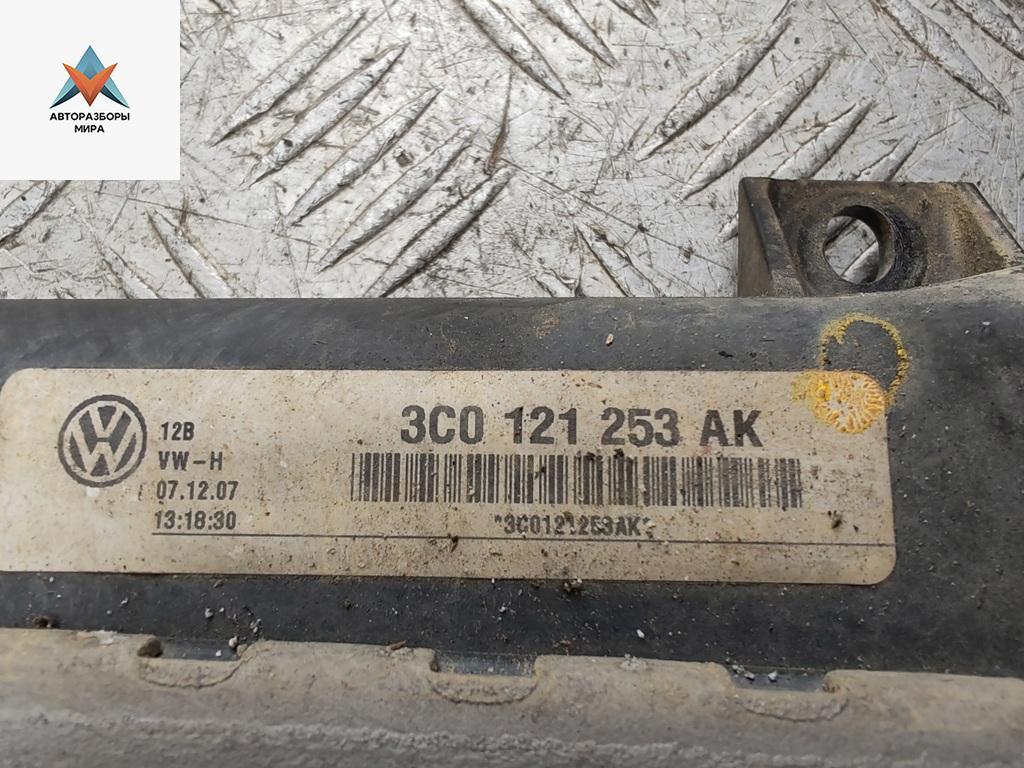 АВТОРАЗБОРЫ
МИРА
12B
VW-H
07.12.07
13:18:30
3C0 121 253 AK
*3C0121253AK*